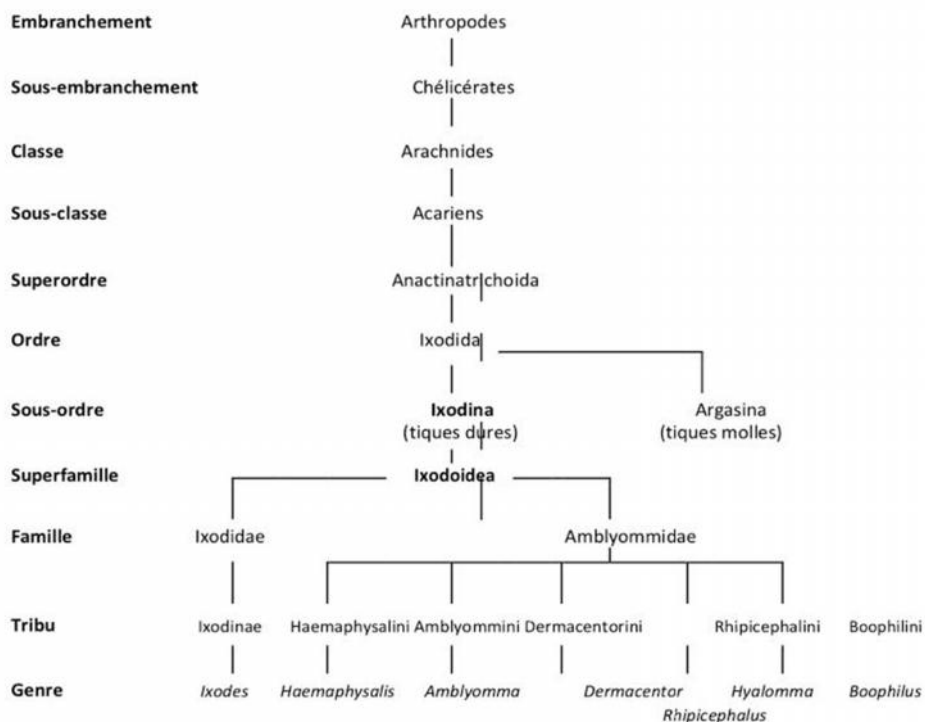 Embranchement Arthropodes
Sous-embranchement Chélicérates
Classe Arachnides
Sous-classe Acariens
Superordre Anactinatrichoida
Ordre Ixodida
Sous-ordre Ixodina Argasina
(tiques dures) (tiques molles)
Superfamille Ixodoidea
Famille Ixodidae Amblyommidae
Tribu Ixodinae Haemaphysalini Amblyommini Dermacentorini Rhipicephalini Boophilini
Genre Ixodes Haemaphysalis Amblyomma Dermacentor Hyalomma Boophilus
Rhipicephalus